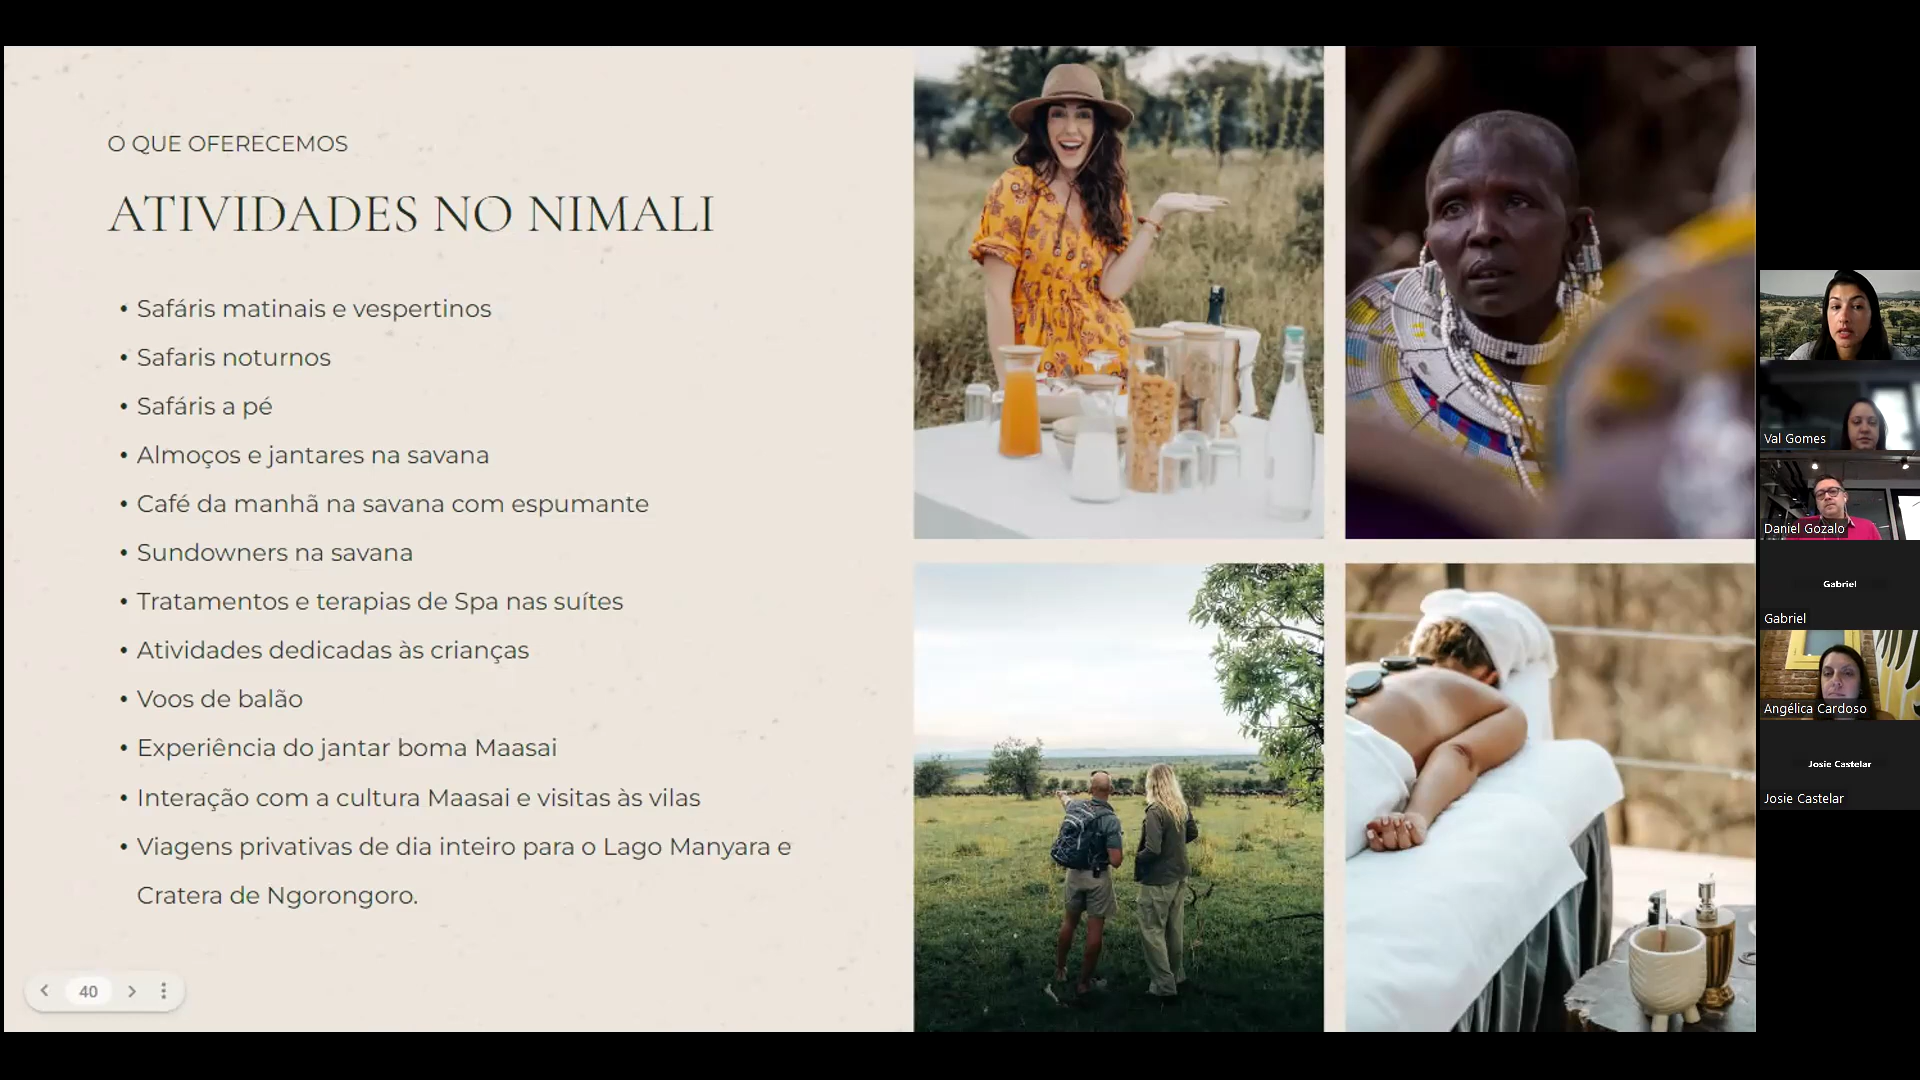 O QUE OFERECEMOS
ATIVIDADES NO NIMALI
• Safáris matinais e vespertinos
• Safaris noturnos
• Safáris a pé
• Almoços e jantares na savana
• Café da manhã na savana com espumante
• Sundowners na savana
• Tratamentos e terapias de Spa nas suítes
• Atividades dedicadas às crianças
• Voos de balão
• Experiência do jantar boma Maasai
• Interação com a cultura Maasai e visitas às vilas
• Viagens privativas de dia inteiro para o Lago Manyara e
Cratera de Ngorongoro.
40
Val Gomes
Daniel Gozalo
Gabriel
Gabriel
Angélica Cardoso
Josie Castelar
Josie Castelar